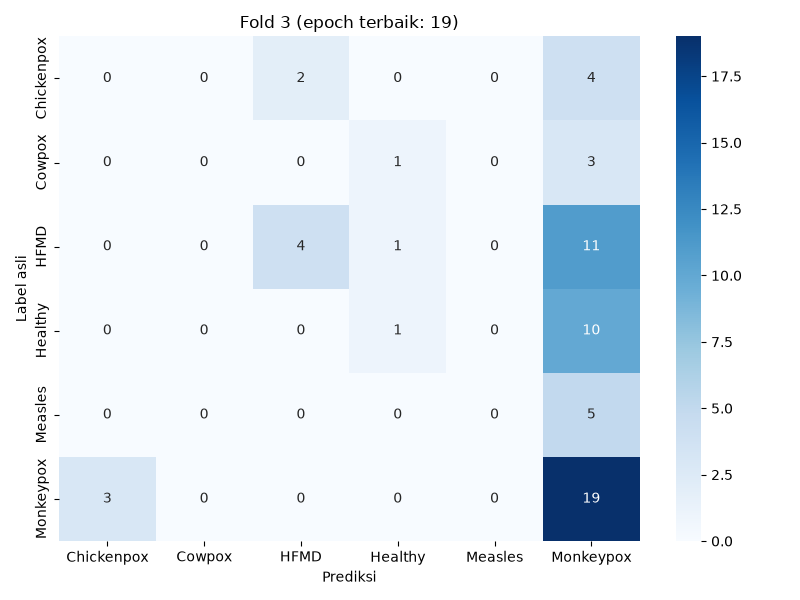 Fold 3 (epoch terbaik: 19)
Label asli
Chickenpox 0 0 2 0 0 4
Cowpox 0 0 0 1 0 3
HFMD 0 0 4 1 0 11
Healthy 0 0 0 1 0 10
Measles 0 0 0 0 0 5
Monkeypox 3 0 0 0 0 19
Chickenpox Cowpox HFMD Healthy Measles Monkeypox
Prediksi
17.5
15.0
12.5
10.0
7.5
5.0
2.5
0.0